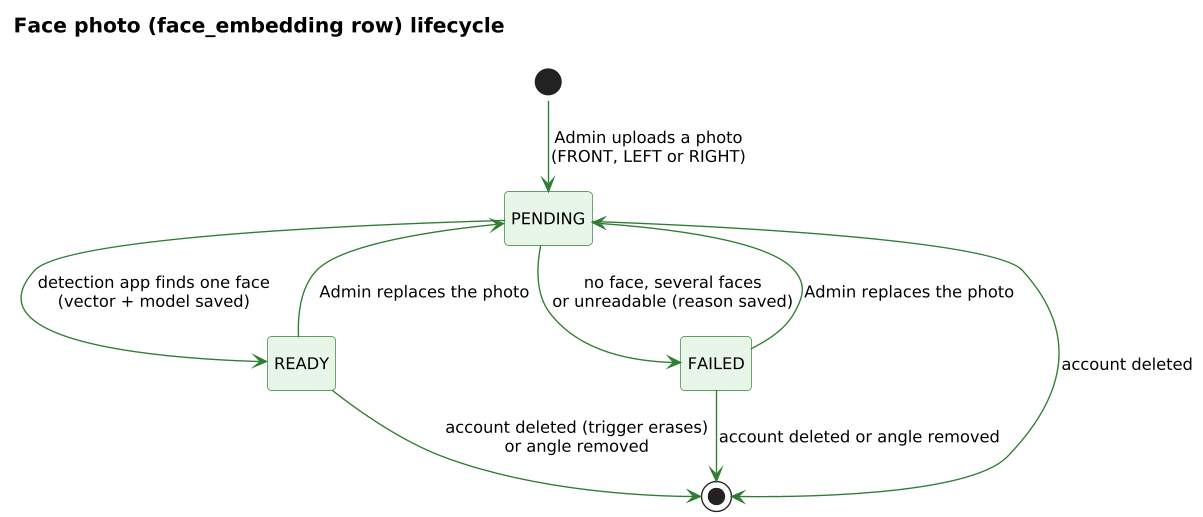 Face photo (face_embedding row) lifecycle
Admin uploads a photo
(FRONT, LEFT or RIGHT)
PENDING
detection app finds one face
(vector + model saved)
Admin replaces the photo
no face, several faces
or unreadable (reason saved)
Admin replaces the photo
READY
FAILED
account deleted
account deleted (trigger erases)
or angle removed
account deleted or angle removed